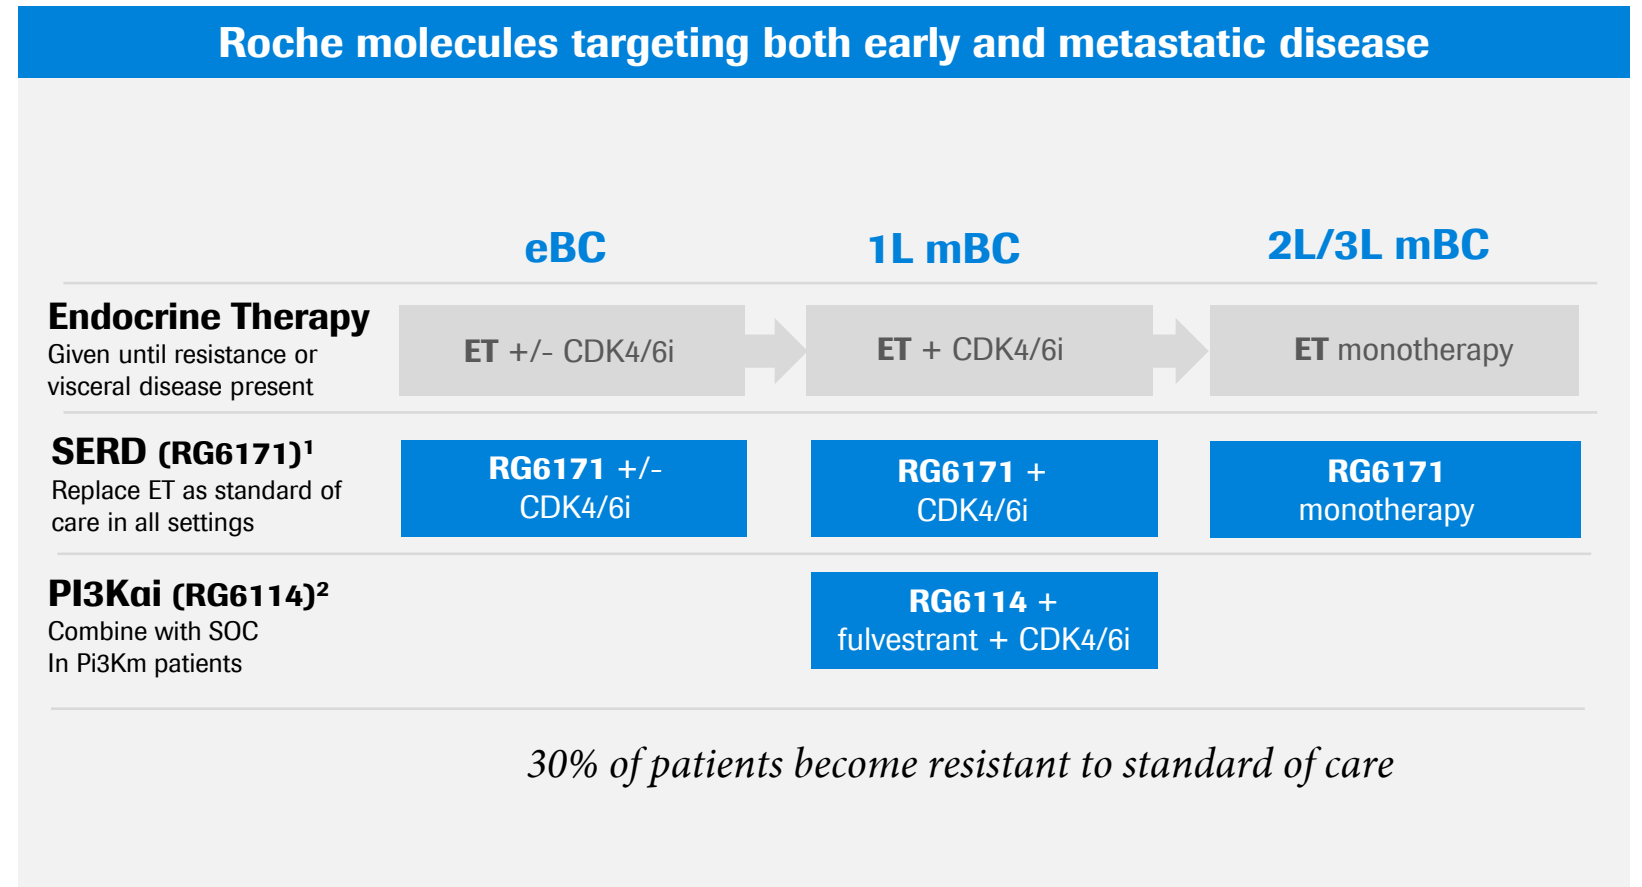 Roche molecules targeting both early and metastatic disease
eBC
1L mBC
2L/3L mBC
Endocrine Therapy
Given until resistance or
visceral disease present
ET +/- CDK4/6i
ET + CDK4/6i
ET monotherapy
SERD (RG6171)¹
Replace ET as standard of
care in all settings
RG6171 +/-
CDK4/6i
RG6171 +
CDK4/6i
RG6171
monotherapy
PI3Kαi (RG6114)²
Combine with SOC
In Pi3Km patients
RG6114 +
fulvestrant + CDK4/6i
30% of patients become resistant to standard of care